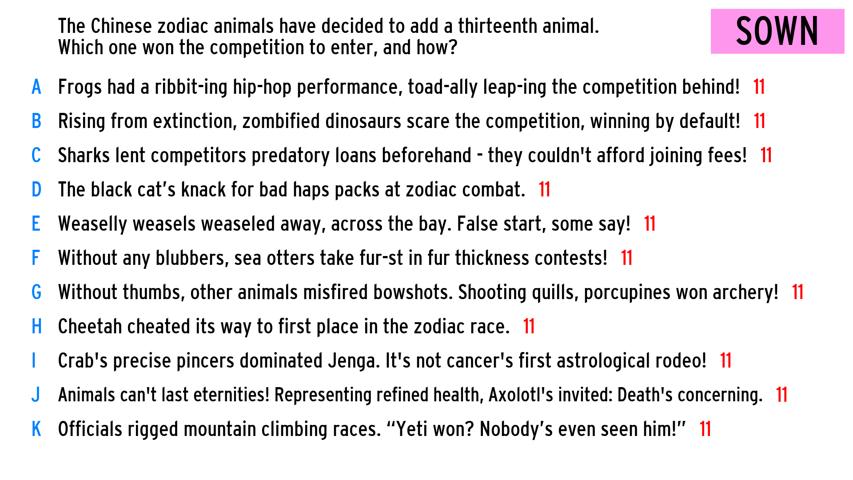 The Chinese zodiac animals have decided to add a thirteenth animal.
Which one won the competition to enter, and how?
SOWN
A Frogs had a ribbit-ing hip-hop performance, toad-ally leap-ing the competition behind! 11
B Rising from extinction, zombified dinosaurs scare the competition, winning by default! 11
C Sharks lent competitors predatory loans beforehand - they couldn't afford joining fees! 11
D The black cat's knack for bad haps packs at zodiac combat. 11
E Weaselly weasels weaseled away, across the bay. False start, some say! 11
F Without any blubbers, sea otters take fur-st in fur thickness contests! 11
G Without thumbs, other animals misfired bowshots. Shooting quills, porcupines won archery! 11
H Cheetah cheated its way to first place in the zodiac race. 11
I Crab's precise pincers dominated Jenga. It's not cancer's first astrological rodeo! 11
J Animals can't last eternities! Representing refined health, Axolotl's invited: Death's concerning. 11
K Officials rigged mountain climbing races. “Yeti won? Nobody's even seen him!” 11